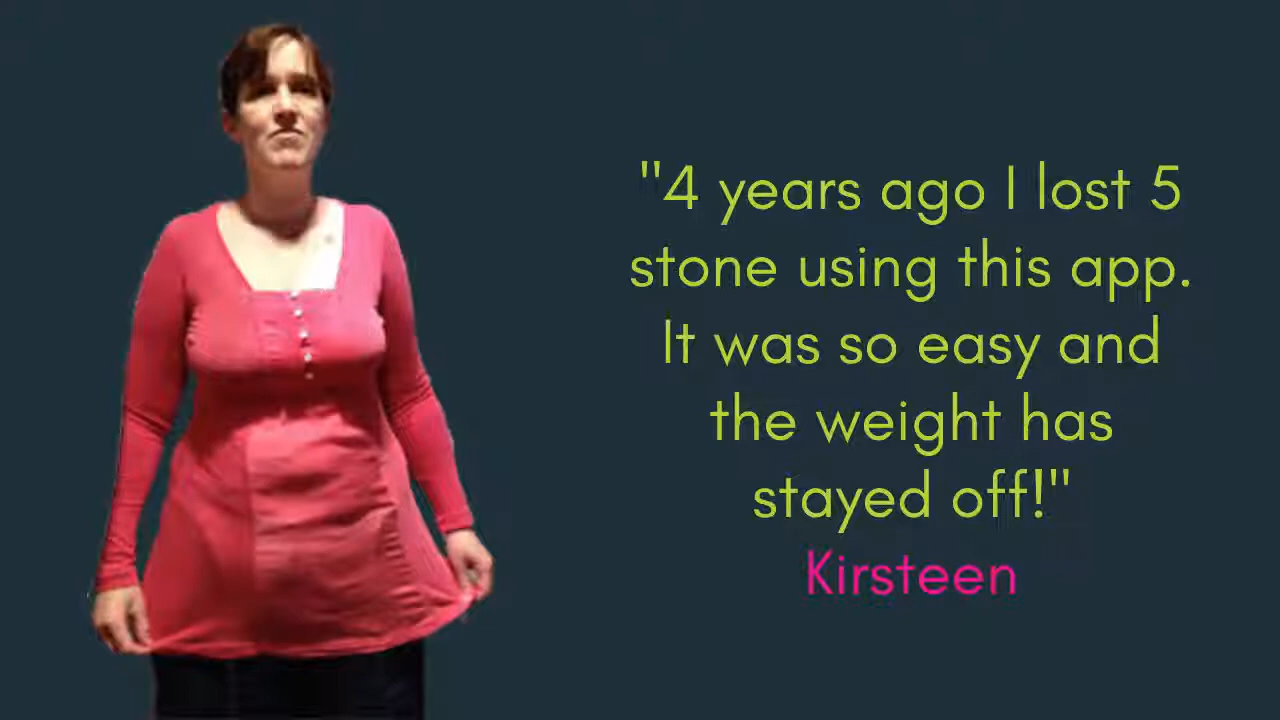 "4 years ago I lost 5
stone using this app.
It was so easy and
the weight has
stayed off!"
Kirsteen